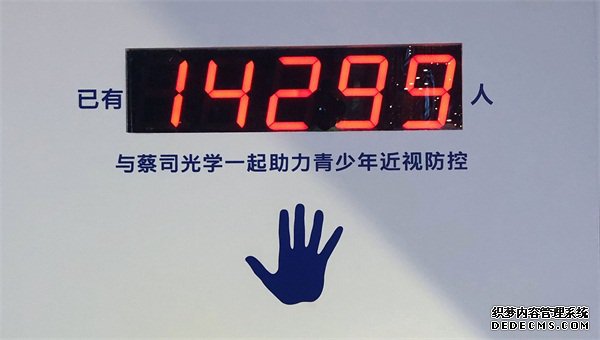 已有 14299 人
与蔡司光学一起助力青少年近视防控
织梦内容管理系统
DEDECMS.COM